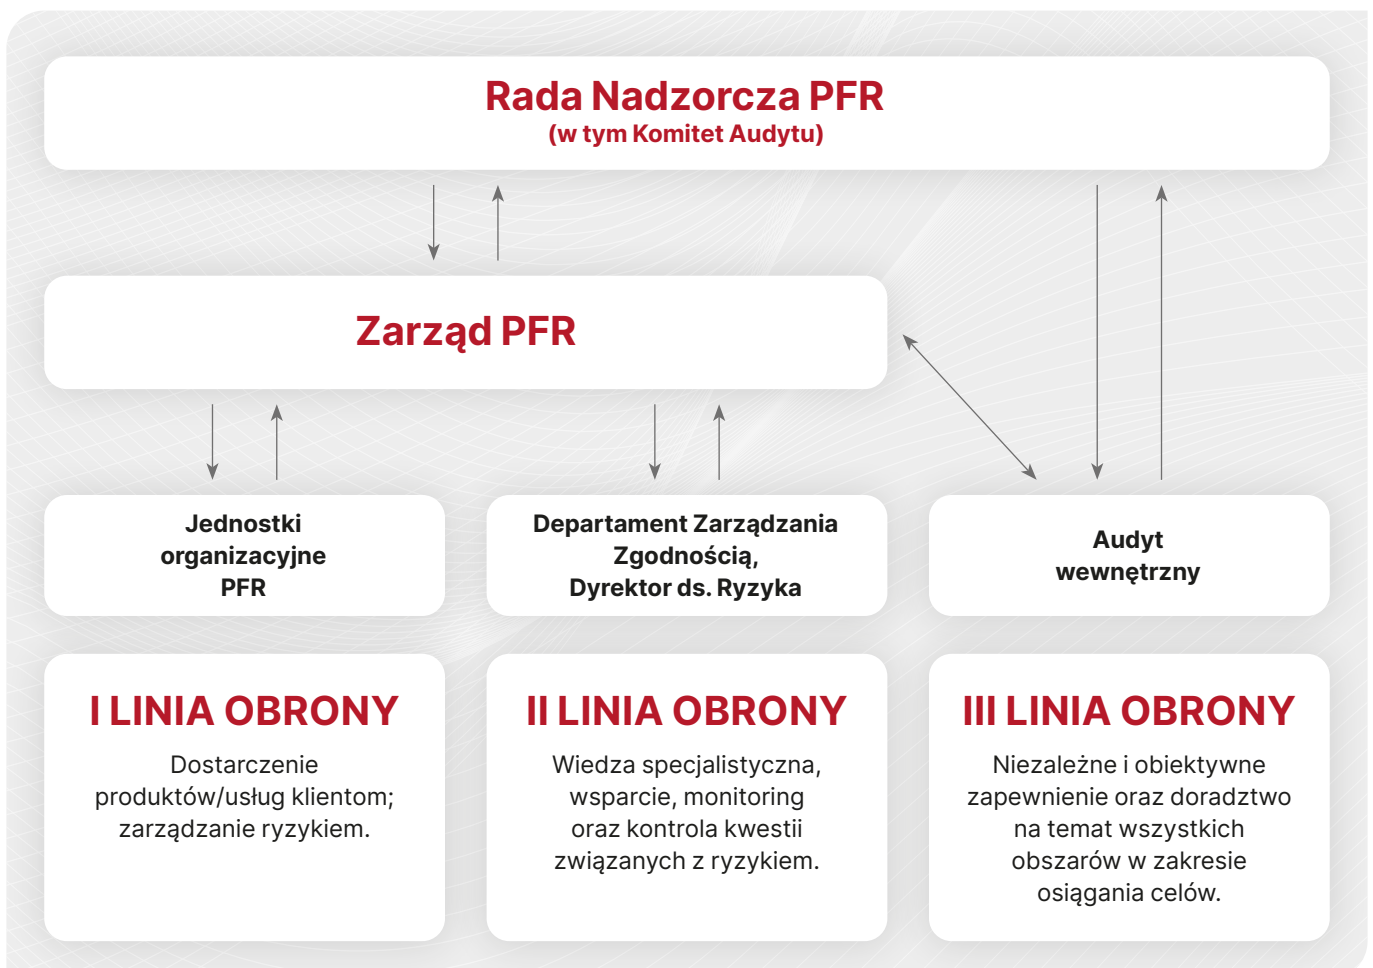 Rada Nadzorcza PFR
(w tym Komitet Audytu)
Zarząd PFR
Jednostki
organizacyjne
PFR
Departament Zarządzania
Zgodnością,
Dyrektor ds. Ryzyka
Audyt
wewnętrzny
I LINIA OBRONY
Dostarczenie
produktów/usług klientom;
zarządzanie ryzykiem.
II LINIA OBRONY
Wiedza specjalistyczna,
wsparcie, monitoring
oraz kontrola kwestii
związanych z ryzykiem.
III LINIA OBRONY
Niezależne i obiektywne
zapewnienie oraz doradztwo
na temat wszystkich
obszarów w zakresie
osiągania celów.